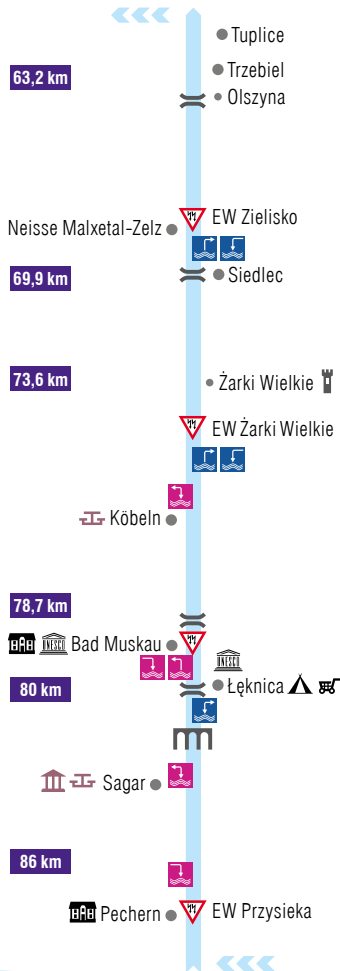 Tuplice
Trzebiel
63,2 km
Olszyna
EW Zielisko
Neisse Malxetal-Zelz
69,9 km
Siedlec
73,6 km
Żarki Wielkie
EW Żarki Wielkie
Köbeln
78,7 km
UNESCO
Bad Muskau
UNESCO
80 km
Łęknica
Sagar
86 km
Pechern
EW Przysieka